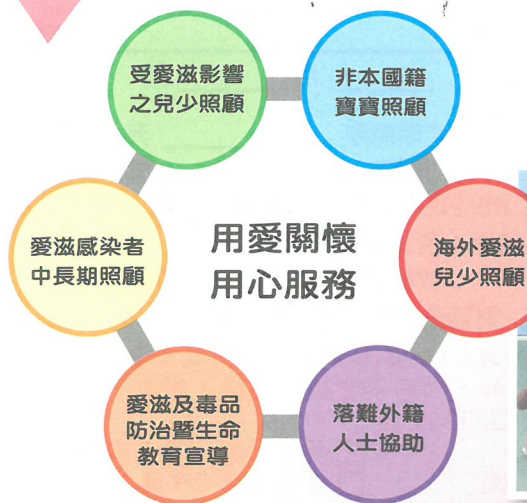 受愛滋影響
之兒少照顧
非本國籍
寶寶照顧
愛滋感染者
中長期照顧
用愛關懷
用心服務
海外愛滋
兒少照顧
愛滋及毒品
防治暨生命
教育宣導
落難外籍
人士協助